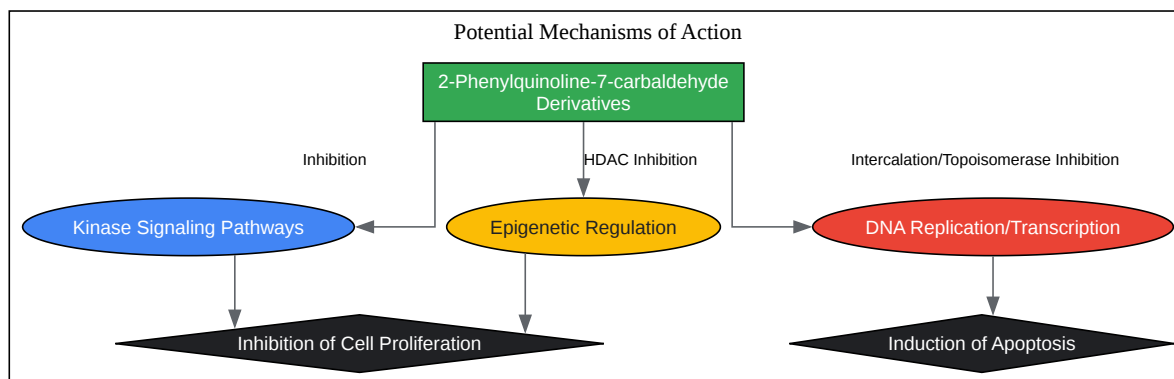 Potential Mechanisms of Action
2-Phenylquinoline-7-carbaldehyde
Derivatives
Inhibition
HDAC Inhibition
Intercalation/Topoisomerase Inhibition
Kinase Signaling Pathways
Epigenetic Regulation
DNA Replication/Transcription
Inhibition of Cell Proliferation
Induction of Apoptosis